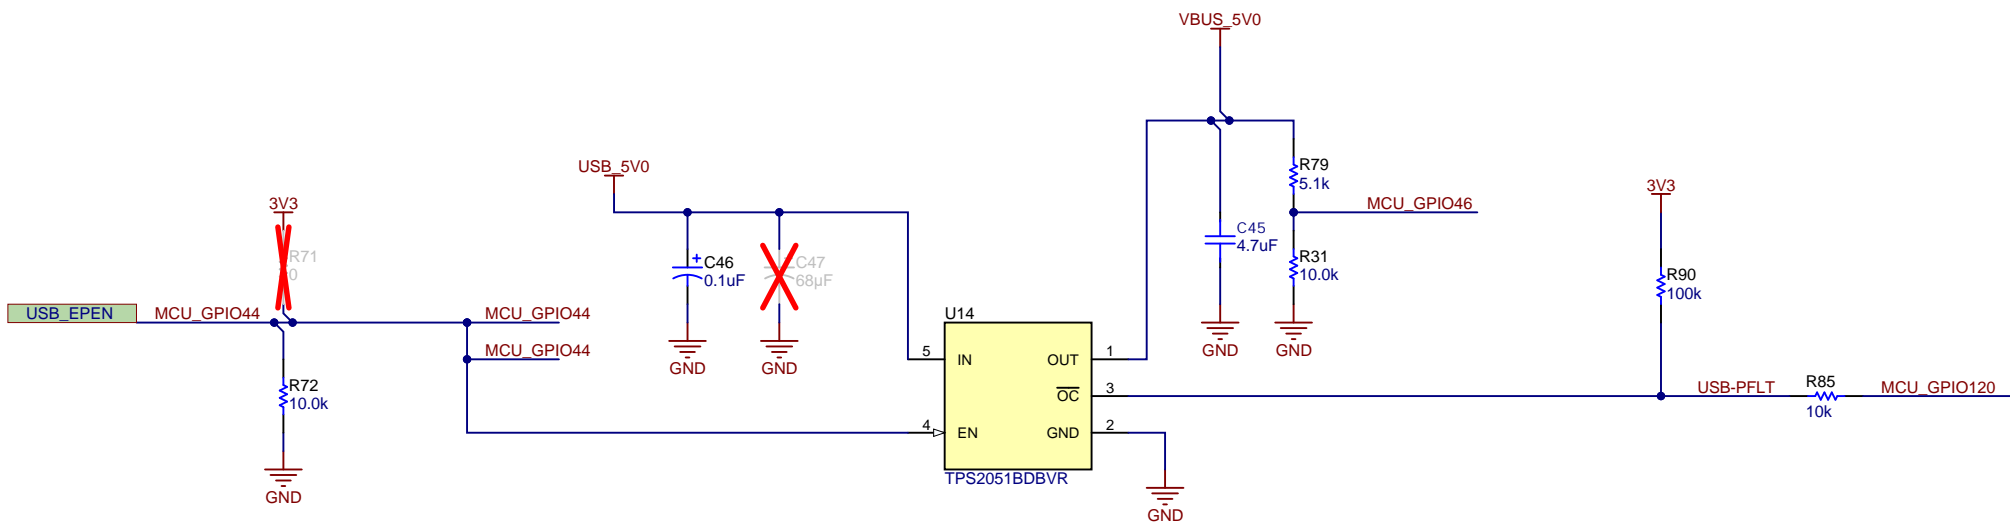 VBUS_5V0
USB_5V0
R79
5.1k
3V3
3V3
MCU_GPIO46
R71
0
C46
0.1uF
C47
68µF
C45
4.7uF
R31
10.0k
R90
100k
USB_EPEN
MCU_GPIO44
MCU_GPIO44
MCU_GPIO44
GND
GND
GND
GND
U14
5
IN
OUT
1
OC
3
4
EN
GND
2
TPS2051BDBVR
R72
10.0k
GND
GND
USB-PFLT
R85
10k
MCU_GPIO120